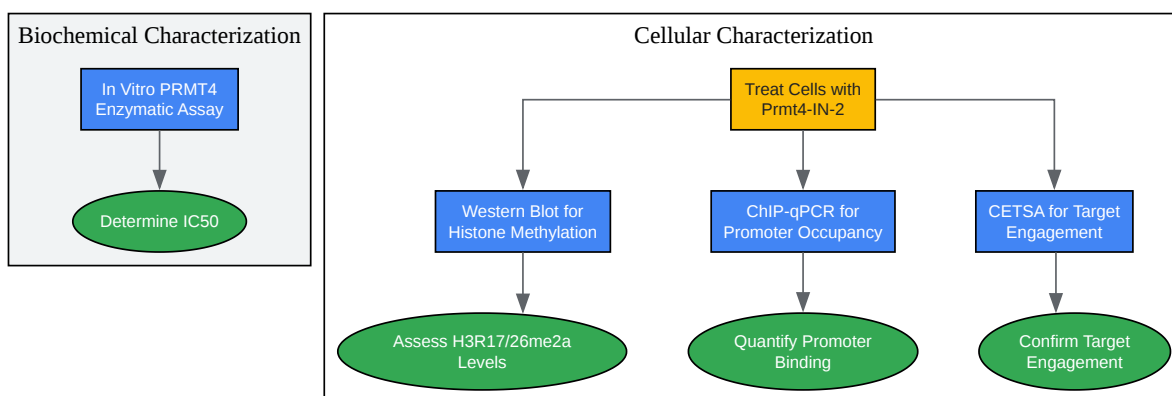 Biochemical Characterization
In Vitro PRMT4
Enzymatic Assay
Determine IC50
Cellular Characterization
Treat Cells with
Prmt4-IN-2
Western Blot for
Histone Methylation
ChIP-qPCR for
Promoter Occupancy
CETSA for Target
Engagement
Assess H3R17/26me2a
Levels
Quantify Promoter
Binding
Confirm Target
Engagement